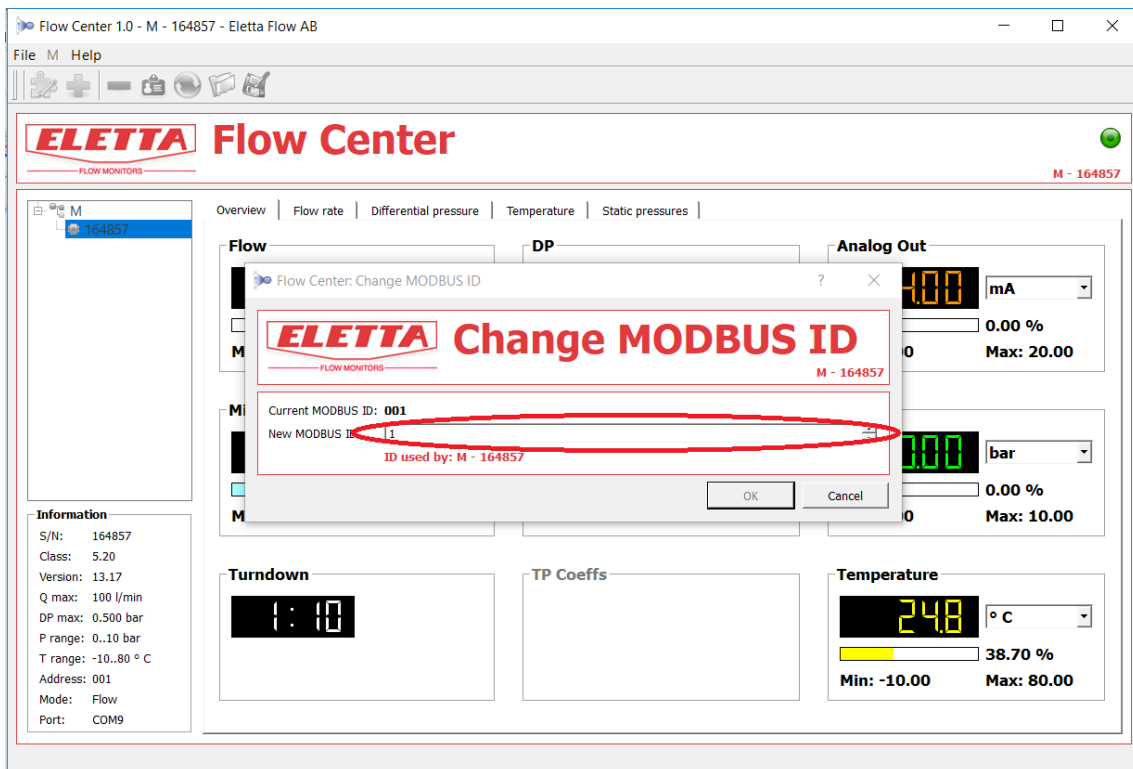 Flow Center 1.0 - M - 164857 - Eletta Flow AB
File M Help
ELETTA Flow Center
FLOW MONITORS
M - 164857
M
164857
Overview Flow rate Differential pressure Temperature Static pressures
Flow DP Analog Out
mA
0.00 %
Max: 20.00
Flow Center: Change MODBUS ID ?
ELETTA Change MODBUS ID
FLOW MONITORS
M - 164857
Current MODBUS ID: 001
New MODBUS ID 1
ID used by: M - 164857
OK Cancel
bar
0.00 %
Max: 10.00
Information
S/N: 164857
Class: 5.20
Version: 13.17
Q max: 100 l/min
DP max: 0.500 bar
P range: 0..10 bar
T range: -10..80 ° C
Address: 001
Mode: Flow
Port: COM9
Turndown TP Coeffs Temperature
1:10
24.8 ° C
38.70 %
Min: -10.00 Max: 80.00